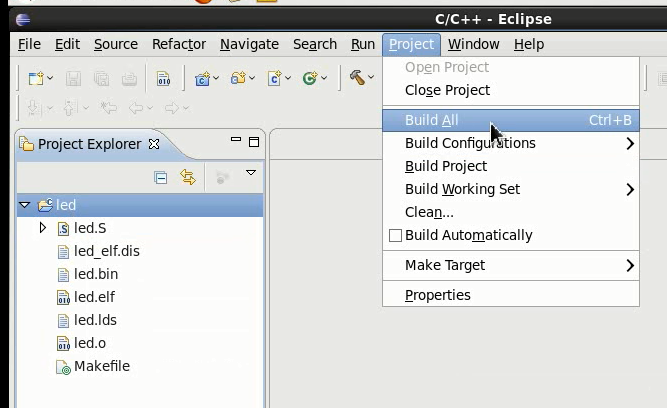 C/C++ - Eclipse
File Edit Source Refactor Navigate Search Run Project Window Help
Open Project
Close Project
Build All Ctrl+B
Build Configurations
Build Project
Build Working Set
Clean...
Build Automatically
Make Target
Properties
Project Explorer
led
led.S
led_elf.dis
led.bin
led.elf
led.lds
led.o
Makefile